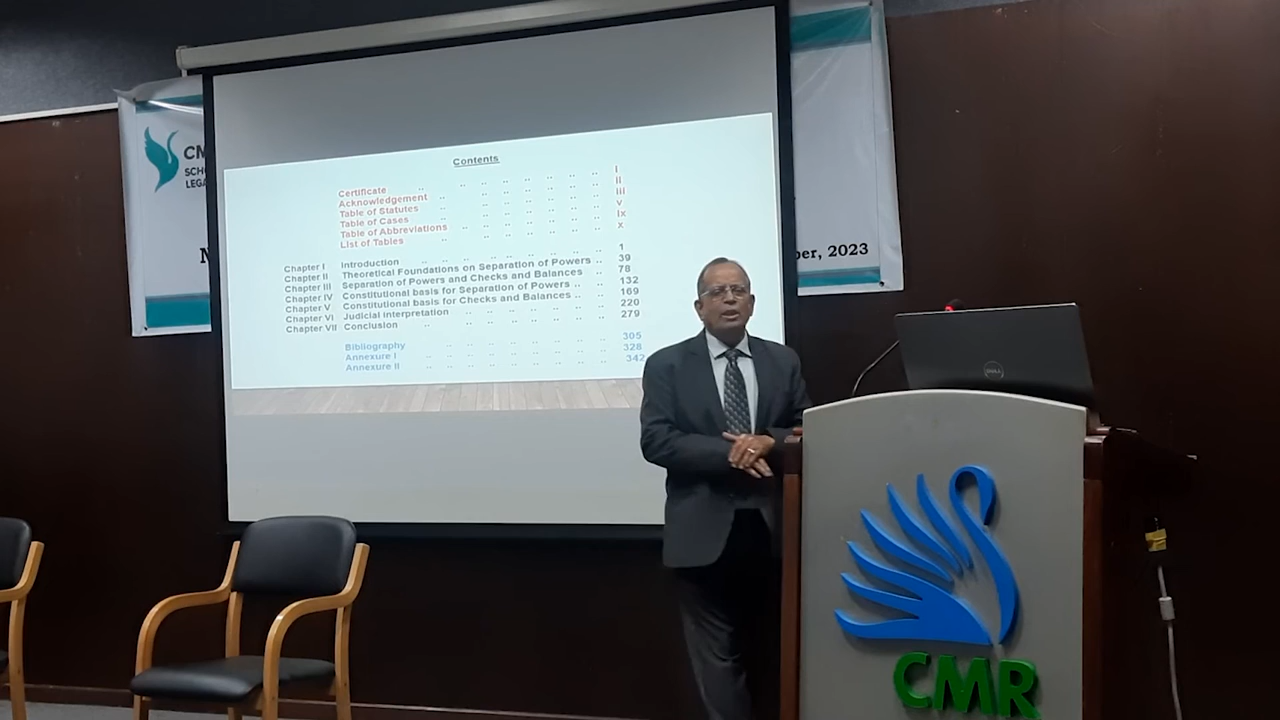 CM
SCHO
LEGA
N
ber, 2023
Contents
Certificate .. .. .. .. .. .. .. .. I
Acknowledgement .. .. .. .. .. .. .. II
Table of Statutes .. .. .. .. .. .. .. III
Table of Cases .. .. .. .. .. .. .. v
Table of Abbreviations .. .. .. .. .. .. .. Ix
List of Tables .. .. .. .. .. .. .. x
Chapter I Introduction .. .. .. .. .. .. .. .. 1
Chapter II Theoretical Foundations on Separation of Powers .. .. 39
Chapter III Separation of Powers and Checks and Balances .. 78
Chapter IV Constitutional basis for Separation of Powers .. .. 132
Chapter V Constitutional basis for Checks and Balances .. .. 169
Chapter VI Judicial interpretation .. .. .. .. .. .. .. 220
Chapter VII Conclusion .. .. .. .. .. .. .. 279
Bibliography .. .. .. .. .. .. .. 305
Annexure I .. .. .. .. .. .. .. .. 328
Annexure II .. .. .. .. .. .. .. .. 342
DELL
CMR